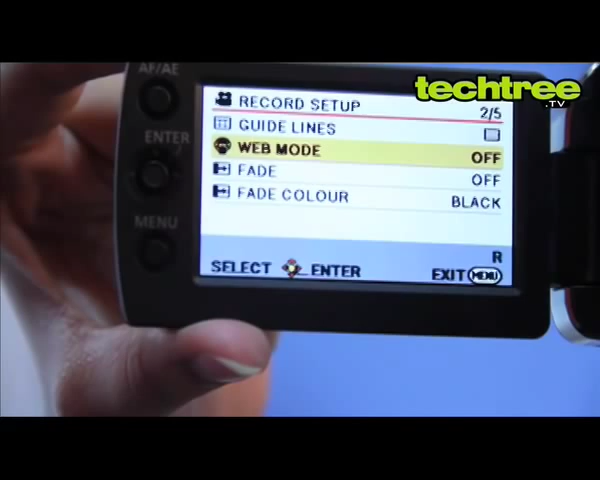 AF/AE
techtree
.TV
RECORD SETUP 2/5
GUIDE LINES
ENTER
WEB MODE OFF
FADE OFF
FADE COLOUR BLACK
MENU
R
SELECT ENTER EXIT MENU